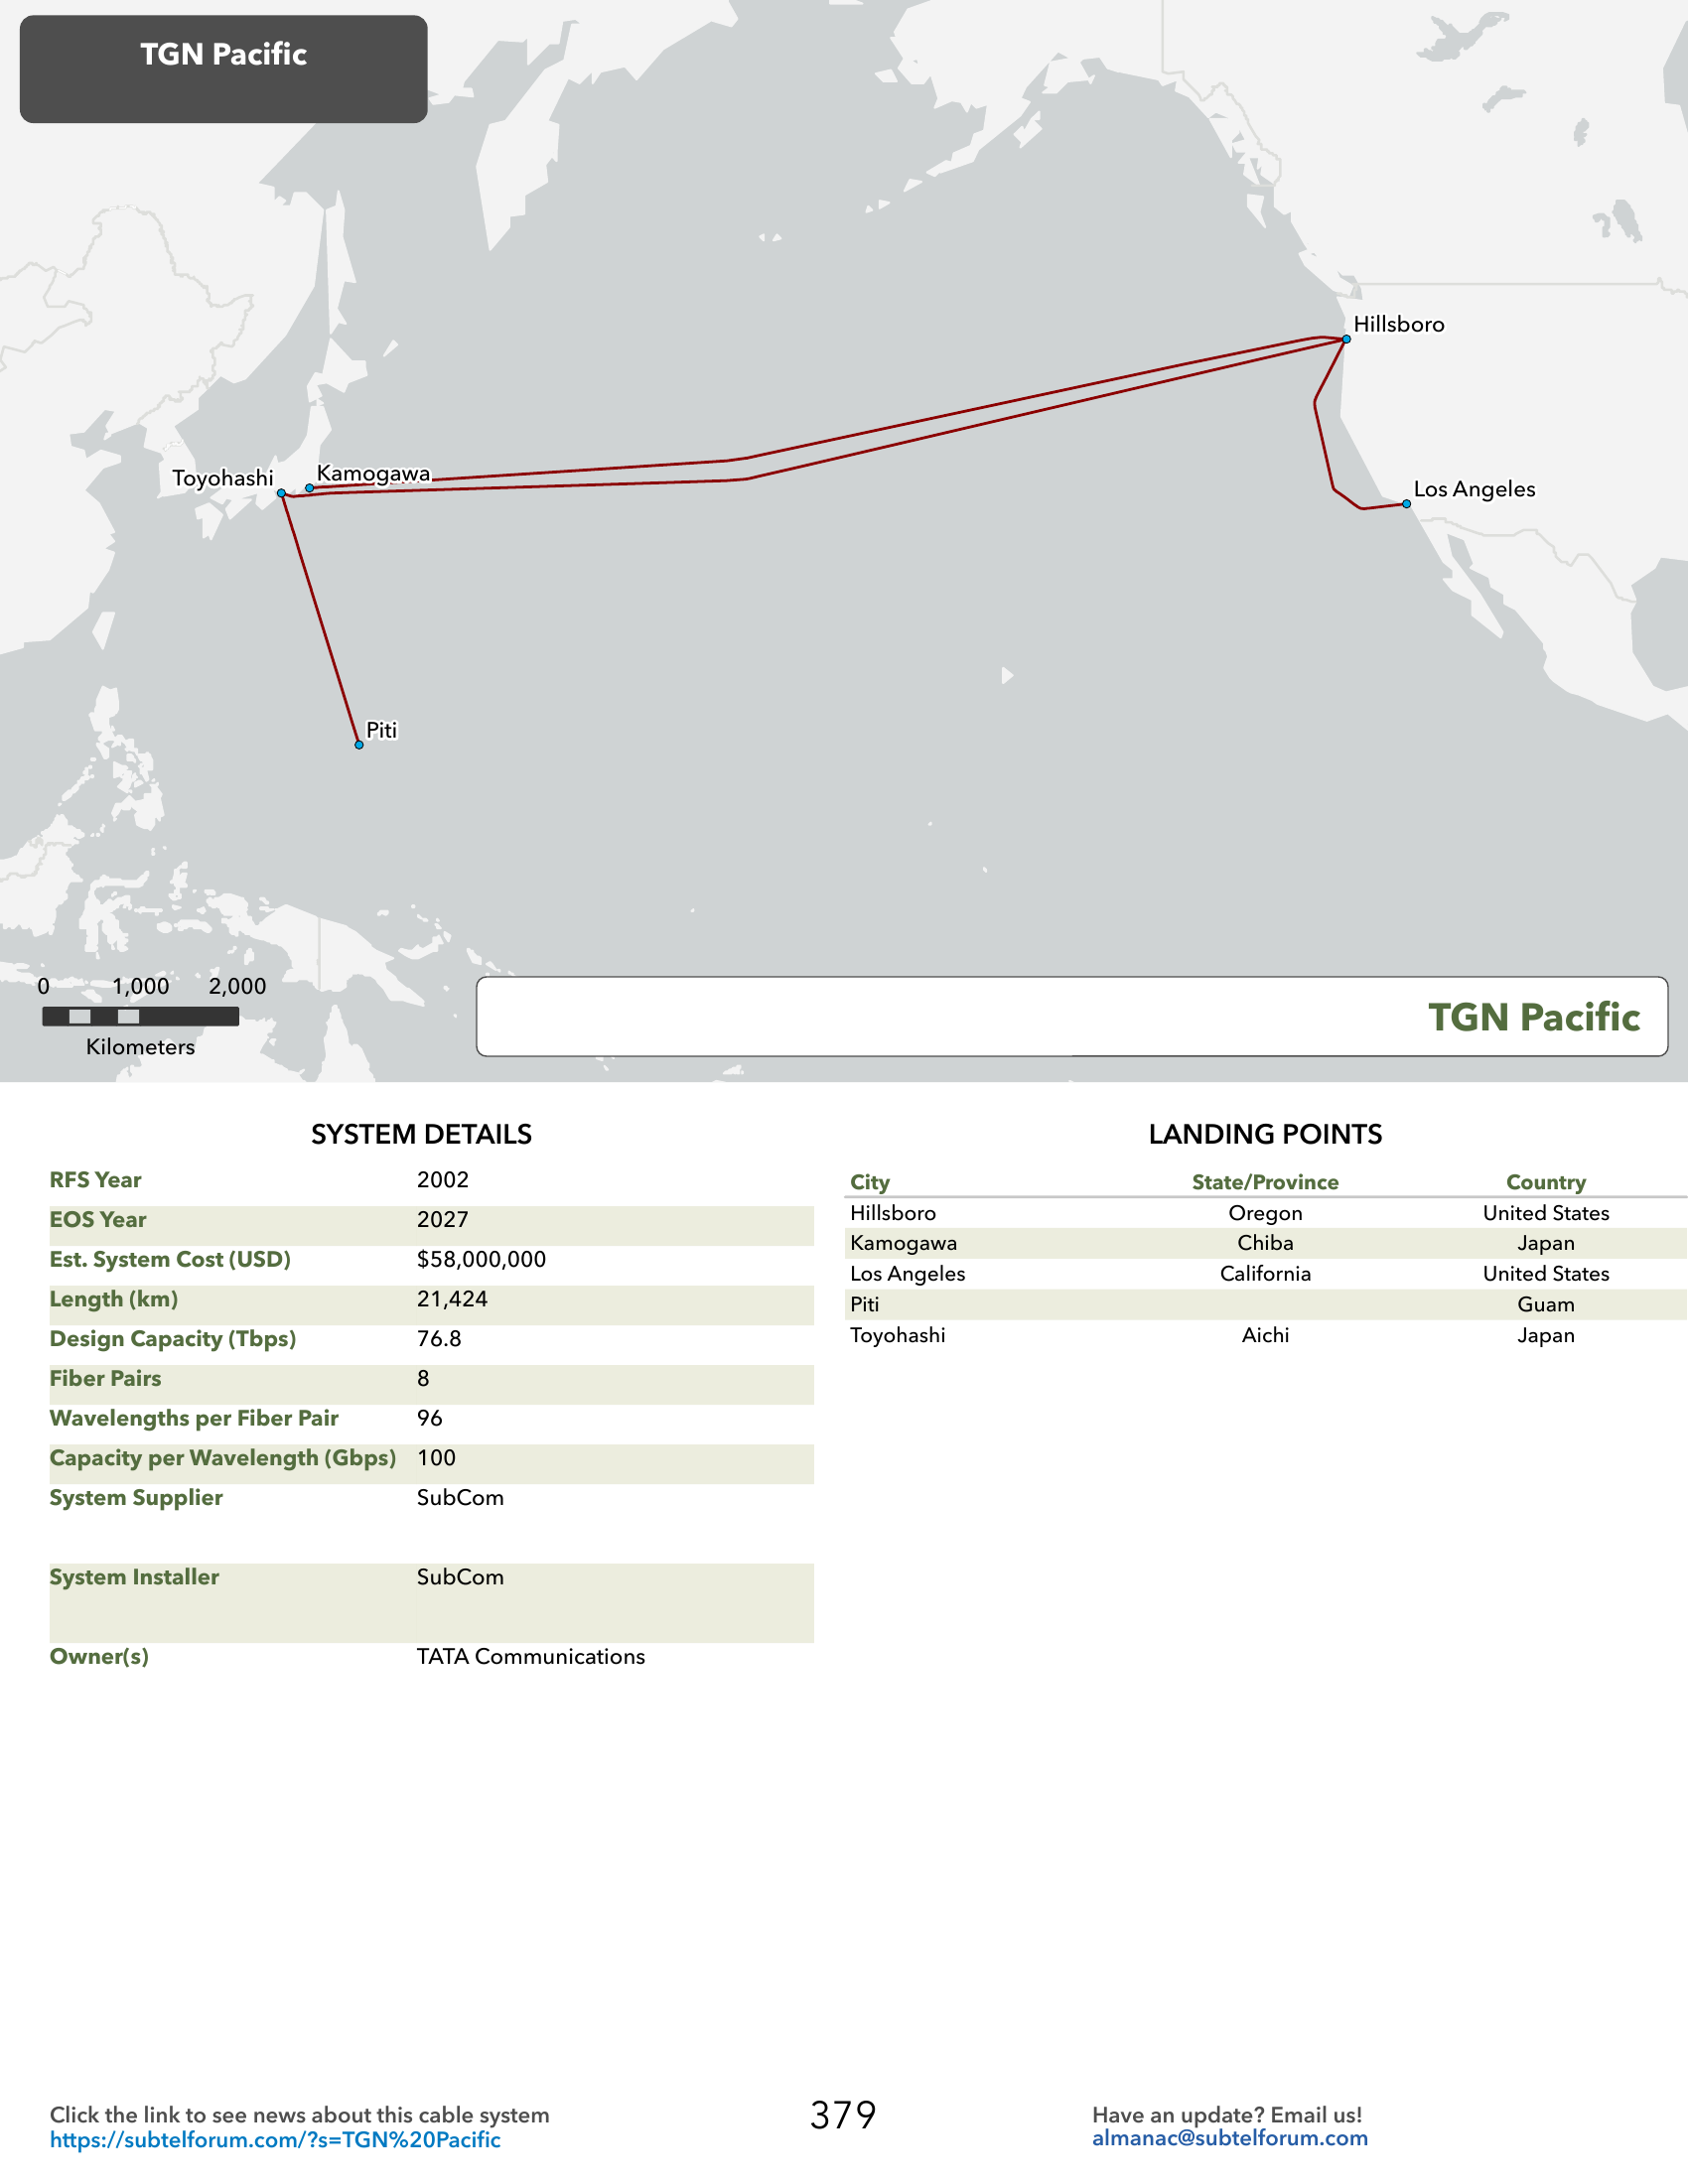 TGN Pacific
Hillsboro
Toyohashi
Kamogawa
Los Angeles
Piti
0 1,000 2,000
Kilometers
TGN Pacific
SYSTEM DETAILS
RFS Year 2002
EOS Year 2027
Est. System Cost (USD) $58,000,000
Length (km) 21,424
Design Capacity (Tbps) 76.8
Fiber Pairs 8
Wavelengths per Fiber Pair 96
Capacity per Wavelength (Gbps) 100
System Supplier SubCom
System Installer SubCom
Owner(s) TATA Communications
LANDING POINTS
City State/Province Country
Hillsboro Oregon United States
Kamogawa Chiba Japan
Los Angeles California United States
Piti Guam
Toyohashi Aichi Japan
Click the link to see news about this cable system
https://subtelforum.com/?s=TGN%20Pacific
379
Have an update? Email us!
almanac@subtelforum.com